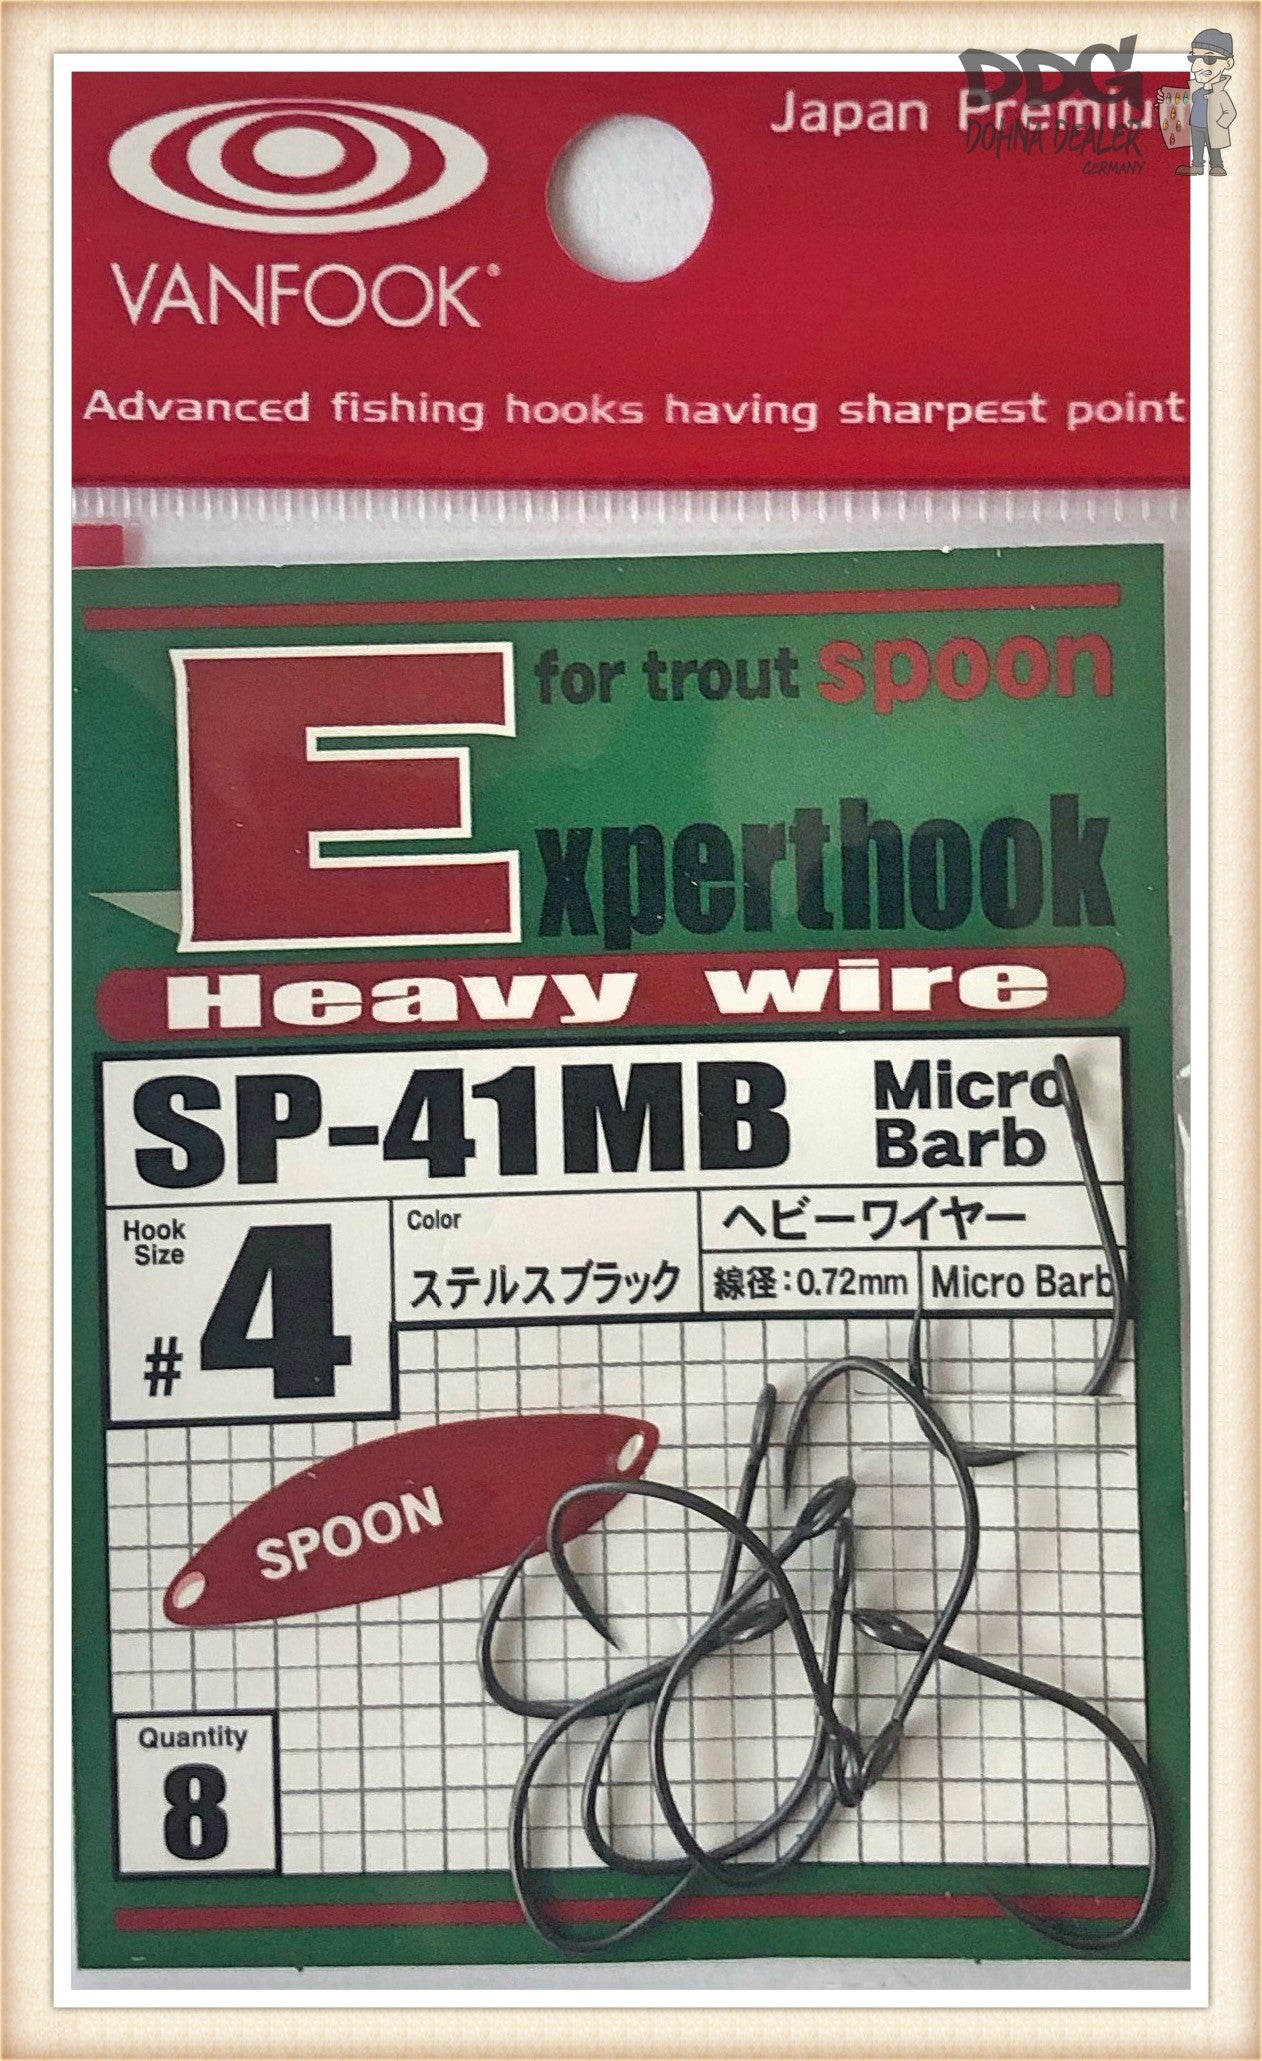 DDG
DOHNA DEALER
GERMANY
Japan Premium
VANFOOK®
Advanced fishing hooks having sharpest point
for trout spoon
Experthook
Heavy wire
SP-41MB
Micro
Barb
Hook
Size
#4
Color
ステルスブラック
ヘビーワイヤー
線径:0.72mm
Micro Barb
SPOON
Quantity
8